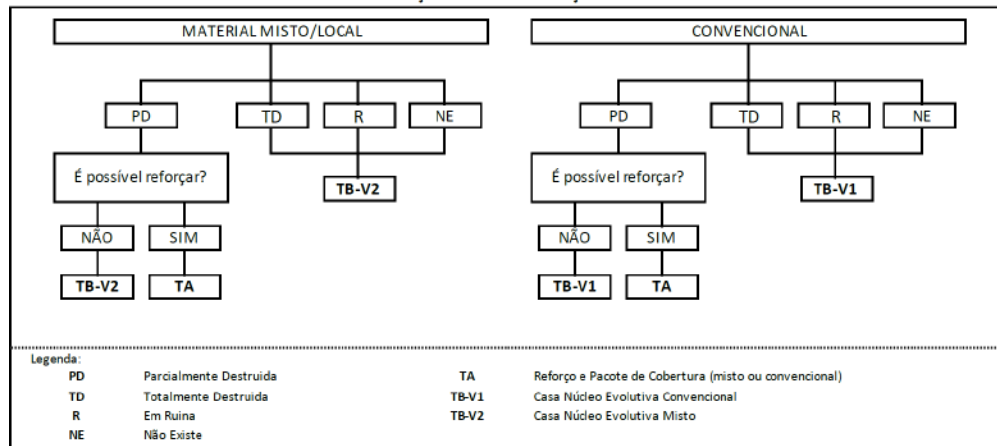 MATERIAL MISTO/LOCAL
CONVENCIONAL
PD
TD
R
NE
PD
TD
R
NE
É possível reforçar?
TB-V2
É possível reforçar?
TB-V1
NÃO
SIM
NÃO
SIM
TB-V2
TA
TB-V1
TA
Legenda:
PD Parcialmente Destruida
TA Reforço e Pacote de Cobertura (misto ou convencional)
TD Totalmente Destruida
TB-V1 Casa Núcleo Evolutiva Convencional
R Em Ruina
TB-V2 Casa Núcleo Evolutiva Misto
NE Não Existe